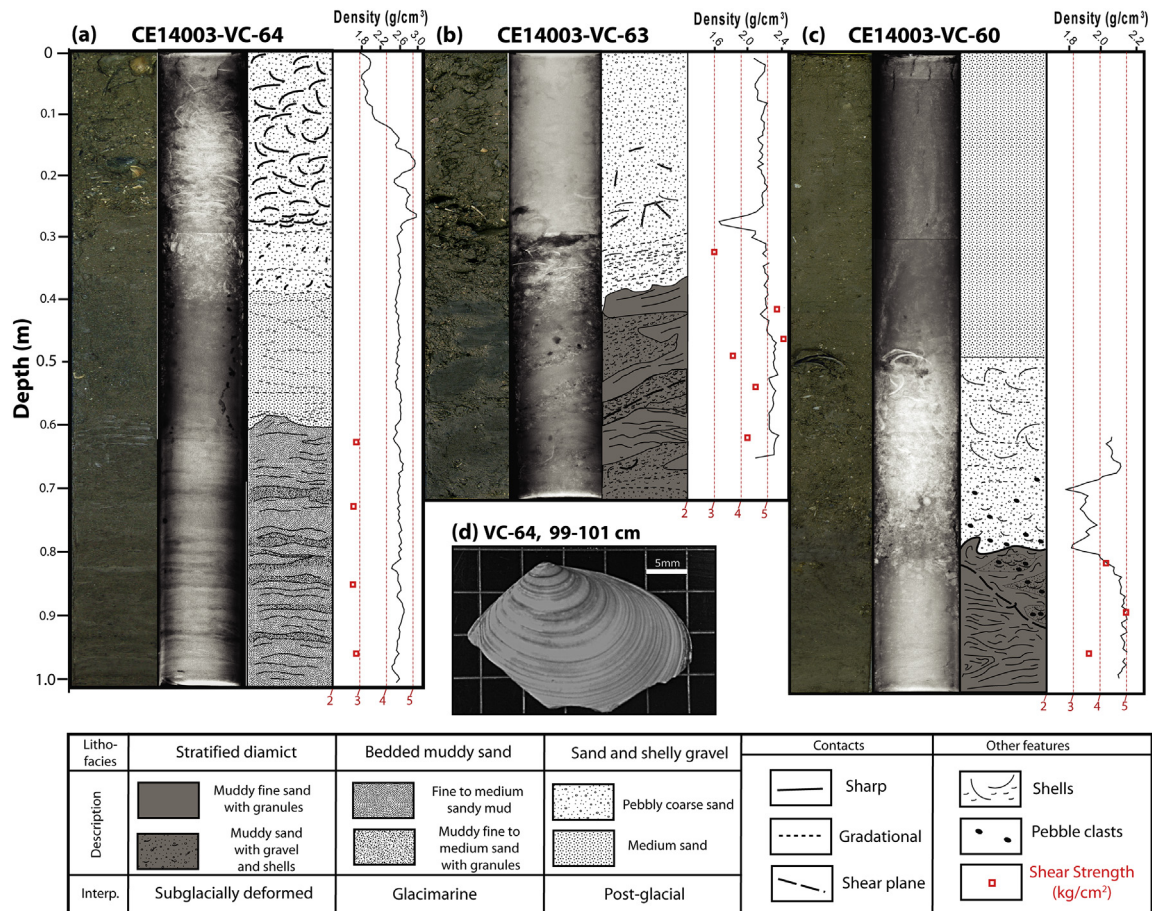 Density (g/cm³)
(a) CE14003-VC-64
1.8
2.2
2.6
3.0
Density (g/cm³)
(b) CE14003-VC-63
1.6
2.0
2.4
Density (g/cm³)
(c) CE14003-VC-60
1.8
2.0
2.2
Depth (m)
0
0.1
0.2
0.3
0.4
0.5
0.6
0.7
0.8
0.9
1.0
2
3
4
5
2
3
4
5
2
3
4
5
(d) VC-64, 99-101 cm
5mm
Litho-
facies
Stratified diamict
Bedded muddy sand
Sand and shelly gravel
Contacts
Other features
Description
Muddy fine sand
with granules
Muddy sand
with gravel
and shells
Fine to medium
sandy mud
Muddy fine to
medium sand
with granules
Pebbly coarse sand
Medium sand
Sharp
Gradational
Shear plane
Shells
Pebble clasts
Shear Strength
(kg/cm²)
Interp.
Subglacially deformed
Glacimarine
Post-glacial